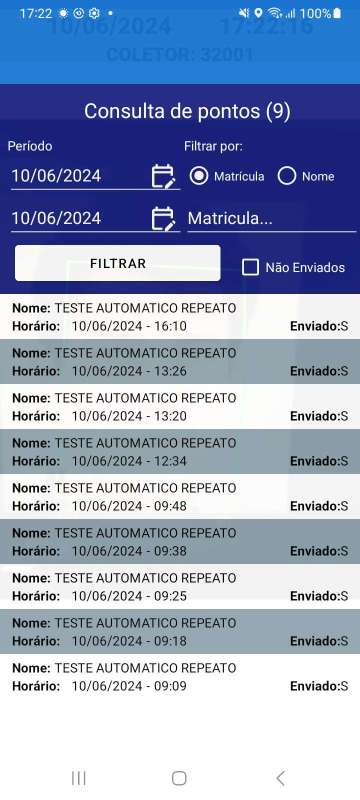 17:22 100%
10/06/2024 17:22:16
COLETOR: 32001
Consulta de pontos (9)
Período Filtrar por:
10/06/2024 Matrícula Nome
10/06/2024 Matricula...
FILTRAR Não Enviados
Nome: TESTE AUTOMATICO REPEATO
Horário: 10/06/2024 - 16:10 Enviado:S
Nome: TESTE AUTOMATICO REPEATO
Horário: 10/06/2024 - 13:26 Enviado:S
Nome: TESTE AUTOMATICO REPEATO
Horário: 10/06/2024 - 13:20 Enviado:S
Nome: TESTE AUTOMATICO REPEATO
Horário: 10/06/2024 - 12:34 Enviado:S
Nome: TESTE AUTOMATICO REPEATO
Horário: 10/06/2024 - 09:48 Enviado:S
Nome: TESTE AUTOMATICO REPEATO
Horário: 10/06/2024 - 09:38 Enviado:S
Nome: TESTE AUTOMATICO REPEATO
Horário: 10/06/2024 - 09:25 Enviado:S
Nome: TESTE AUTOMATICO REPEATO
Horário: 10/06/2024 - 09:18 Enviado:S
Nome: TESTE AUTOMATICO REPEATO
Horário: 10/06/2024 - 09:09 Enviado:S